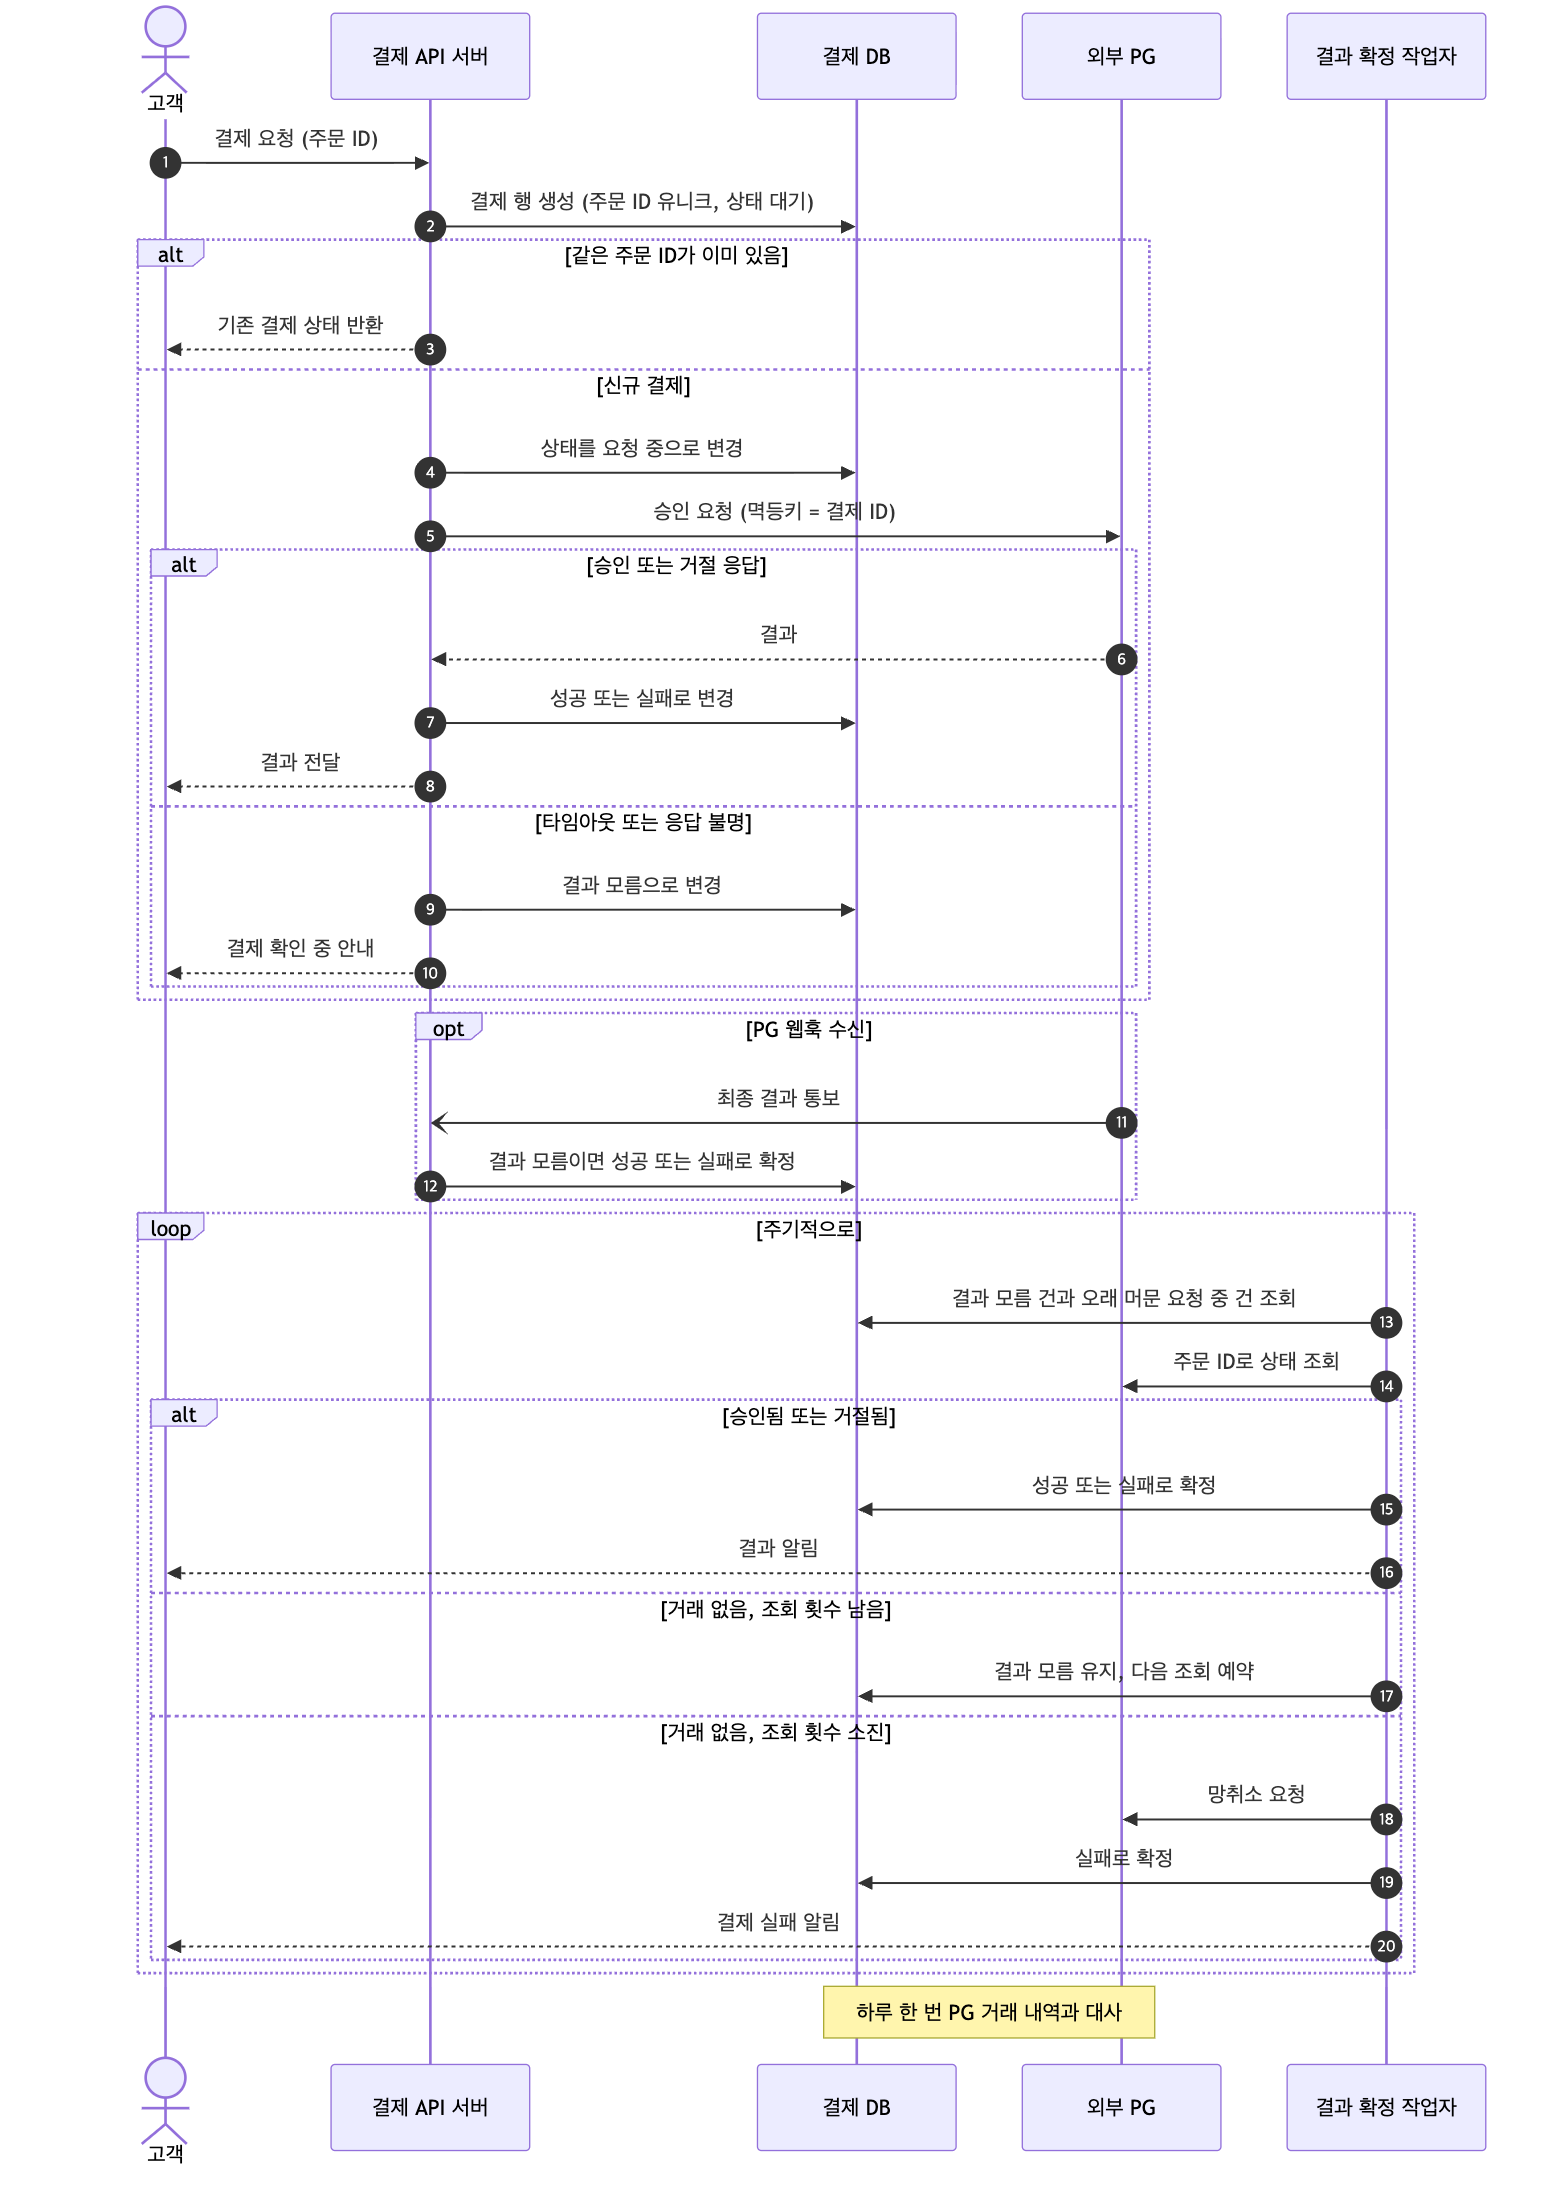 고객
결제 API 서버
결제 DB
외부 PG
결과 확정 작업자
결제 요청 (주문 ID)
1
결제 행 생성 (주문 ID 유니크, 상태 대기)
2
alt
[같은 주문 ID가 이미 있음]
기존 결제 상태 반환
3
[신규 결제]
상태를 요청 중으로 변경
4
승인 요청 (멱등키 = 결제 ID)
5
alt
[승인 또는 거절 응답]
결과
6
성공 또는 실패로 변경
7
결과 전달
8
[타임아웃 또는 응답 불명]
결과 모름으로 변경
9
결제 확인 중 안내
10
opt
[PG 웹훅 수신]
최종 결과 통보
11
결과 모름이면 성공 또는 실패로 확정
12
loop
[주기적으로]
결과 모름 건과 오래 머문 요청 중 건 조회
13
주문 ID로 상태 조회
14
alt
[승인됨 또는 거절됨]
성공 또는 실패로 확정
15
결과 알림
16
[거래 없음, 조회 횟수 남음]
결과 모름 유지, 다음 조회 예약
17
[거래 없음, 조회 횟수 소진]
망취소 요청
18
실패로 확정
19
결제 실패 알림
20
하루 한 번 PG 거래 내역과 대사
고객
결제 API 서버
결제 DB
외부 PG
결과 확정 작업자